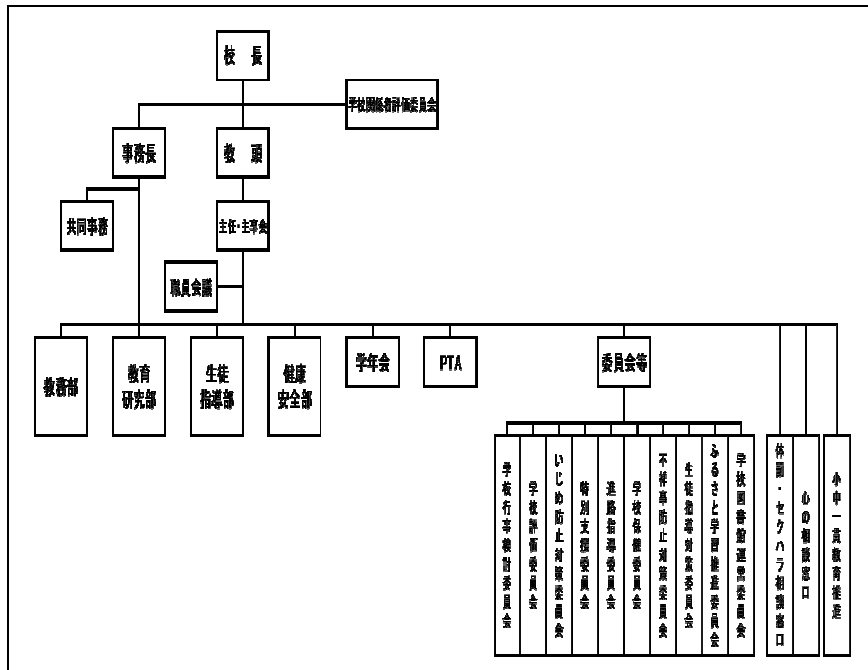 校　長
学校関係者評価委員会
事務長
教　頭
共同事務
主任・主事会
職員会議
教務部
教育
研究部
生徒
指導部
健康
安全部
学年会
PTA
委員会等
学校行事検討委員会
学校評価委員会
いじめ防止対策委員会
特別支援委員会
進路指導委員会
学校保健委員会
不祥事防止対策委員会
生徒指導対策委員会
ふるさと学習推進委員会
学校図書館運営委員会
体罰・セクハラ相談窓口
心の相談窓口
小中一貫教育推進